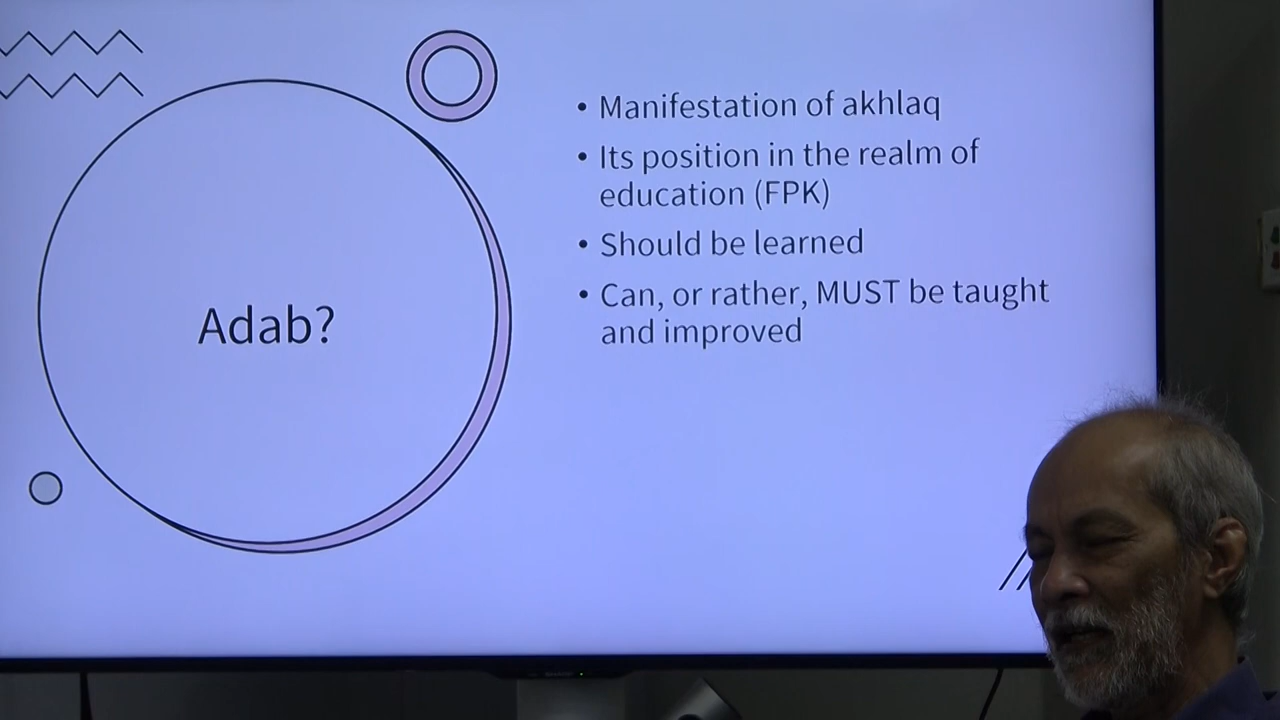 Adab?
• Manifestation of akhlaq
• Its position in the realm of
education (FPK)
• Should be learned
• Can, or rather, MUST be taught
and improved